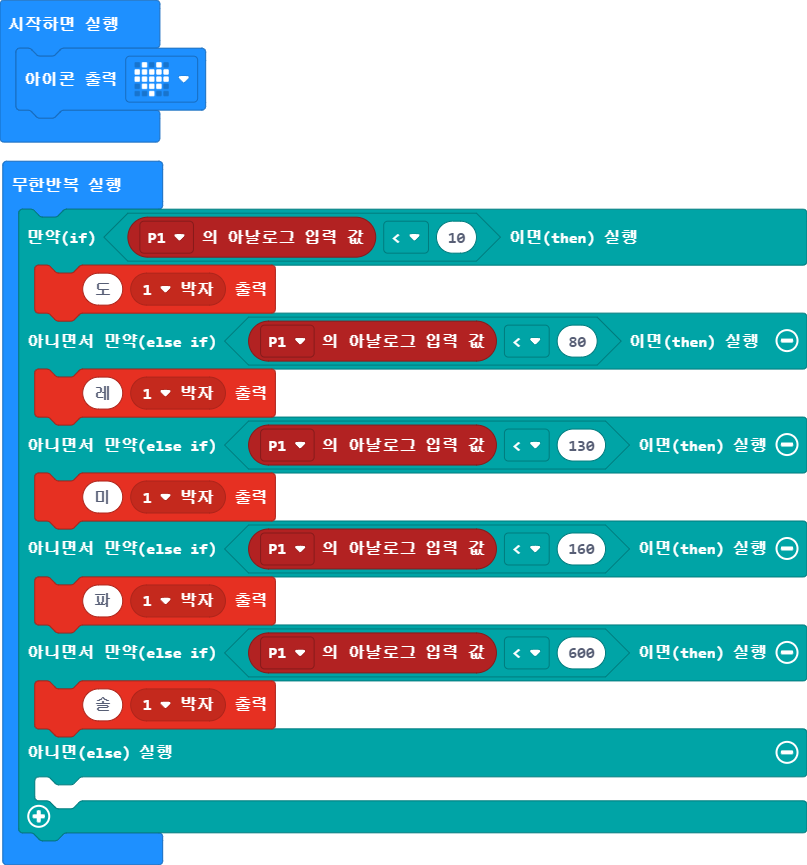 시작하면 실행
아이콘 출력
무한반복 실행
만약(if) P1 의 아날로그 입력 값 < 10 이면(then) 실행
도 1 박자 출력
아니면서 만약(else if) P1 의 아날로그 입력 값 < 80 이면(then) 실행
레 1 박자 출력
아니면서 만약(else if) P1 의 아날로그 입력 값 < 130 이면(then) 실행
미 1 박자 출력
아니면서 만약(else if) P1 의 아날로그 입력 값 < 160 이면(then) 실행
파 1 박자 출력
아니면서 만약(else if) P1 의 아날로그 입력 값 < 600 이면(then) 실행
솔 1 박자 출력
아니면(else) 실행